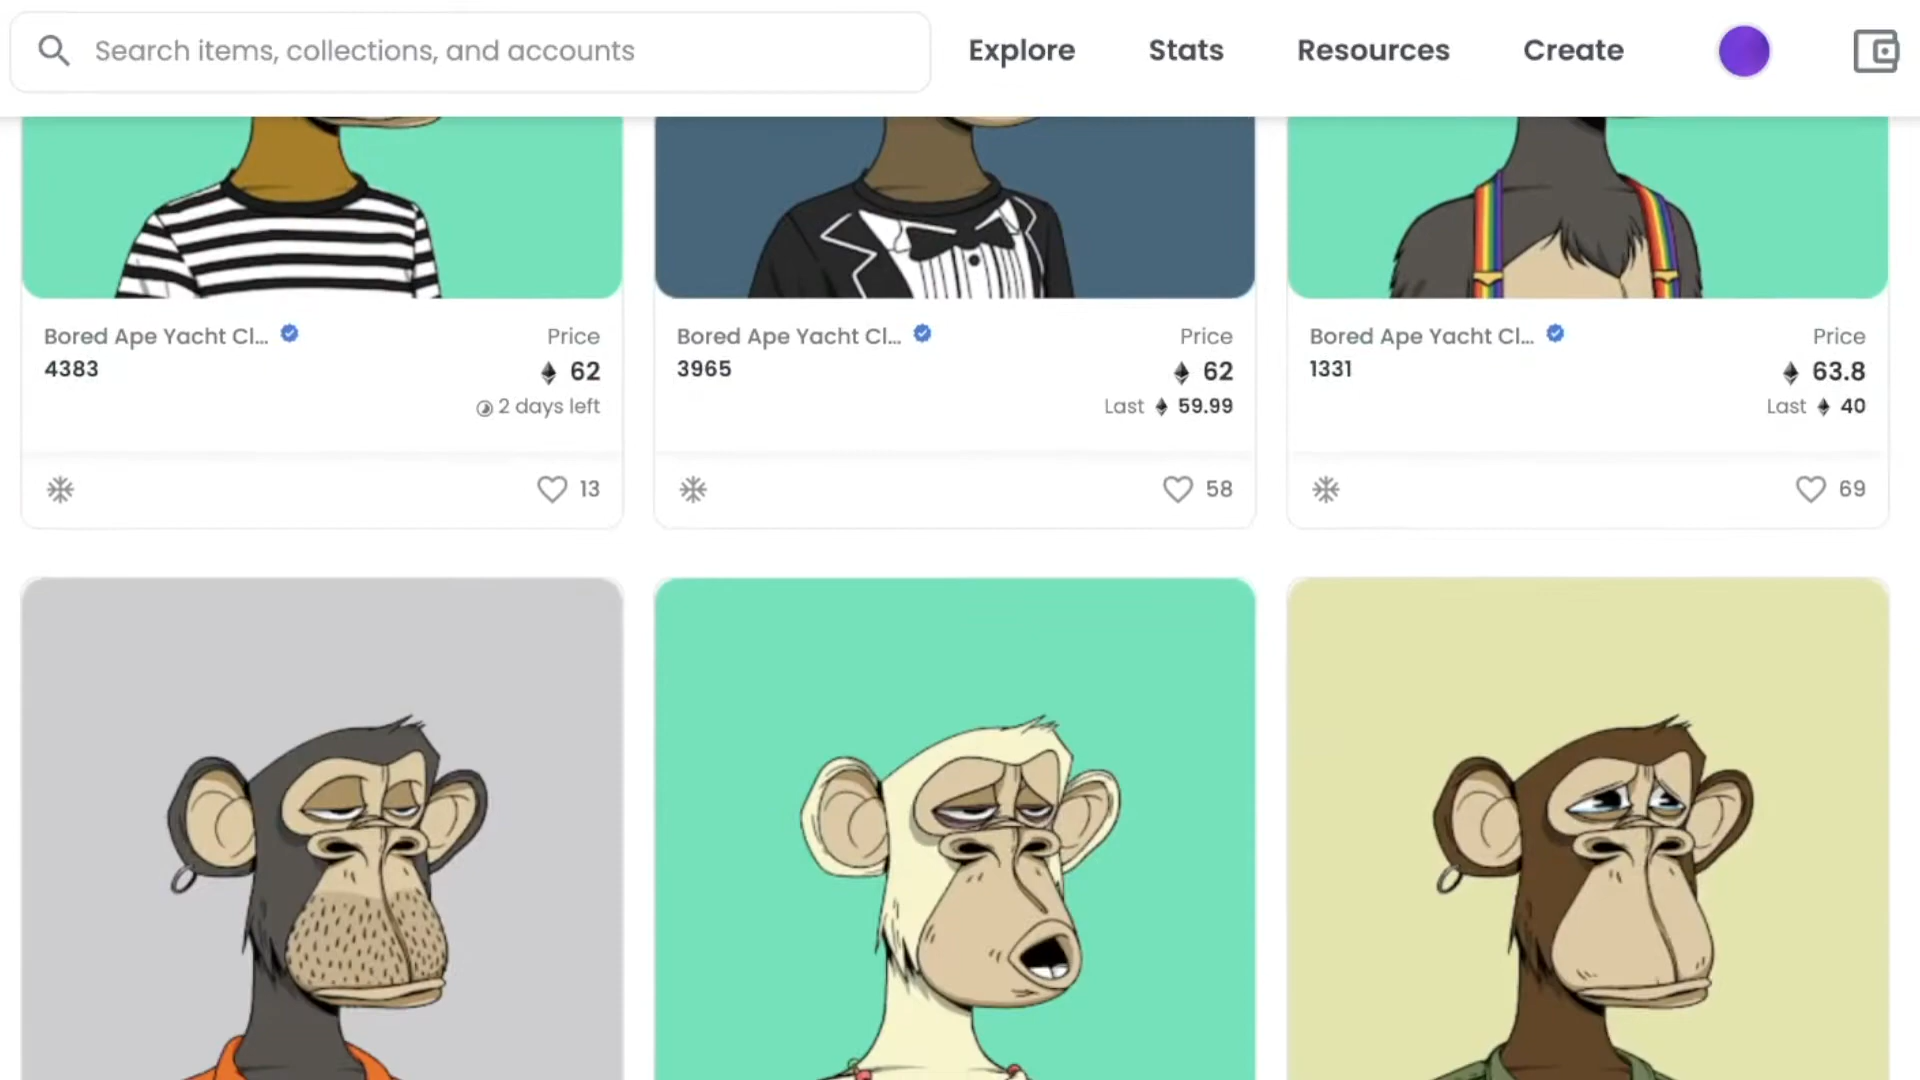 Search items, collections, and accounts
Explore
Stats
Resources
Create
Bored Ape Yacht Cl...
Price
4383
62
2 days left
13
Bored Ape Yacht Cl...
Price
3965
62
Last 59.99
58
Bored Ape Yacht Cl...
Price
1331
63.8
Last 40
69